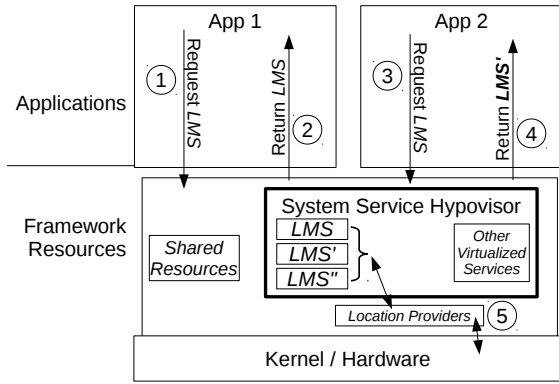 App 1
App 2
1
Request LMS
Return LMS
2
3
Request LMS
Return LMS'
4
Applications
Framework
Resources
System Service Hypovisor
Shared
Resources
LMS
LMS'
LMS"
Other
Virtualized
Services
Location Providers
5
Kernel / Hardware